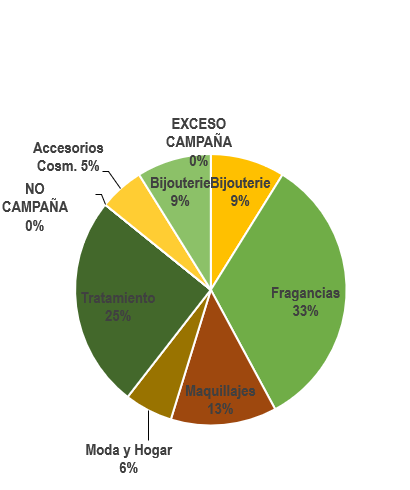 EXCESO
CAMPAÑA
0%
Accesorios
Cosm. 5%
Bijouterie
9%
Bijouterie
9%
NO
CAMPAÑA
0%
Tratamiento
25%
Fragancias
33%
Maquillajes
13%
Moda y Hogar
6%